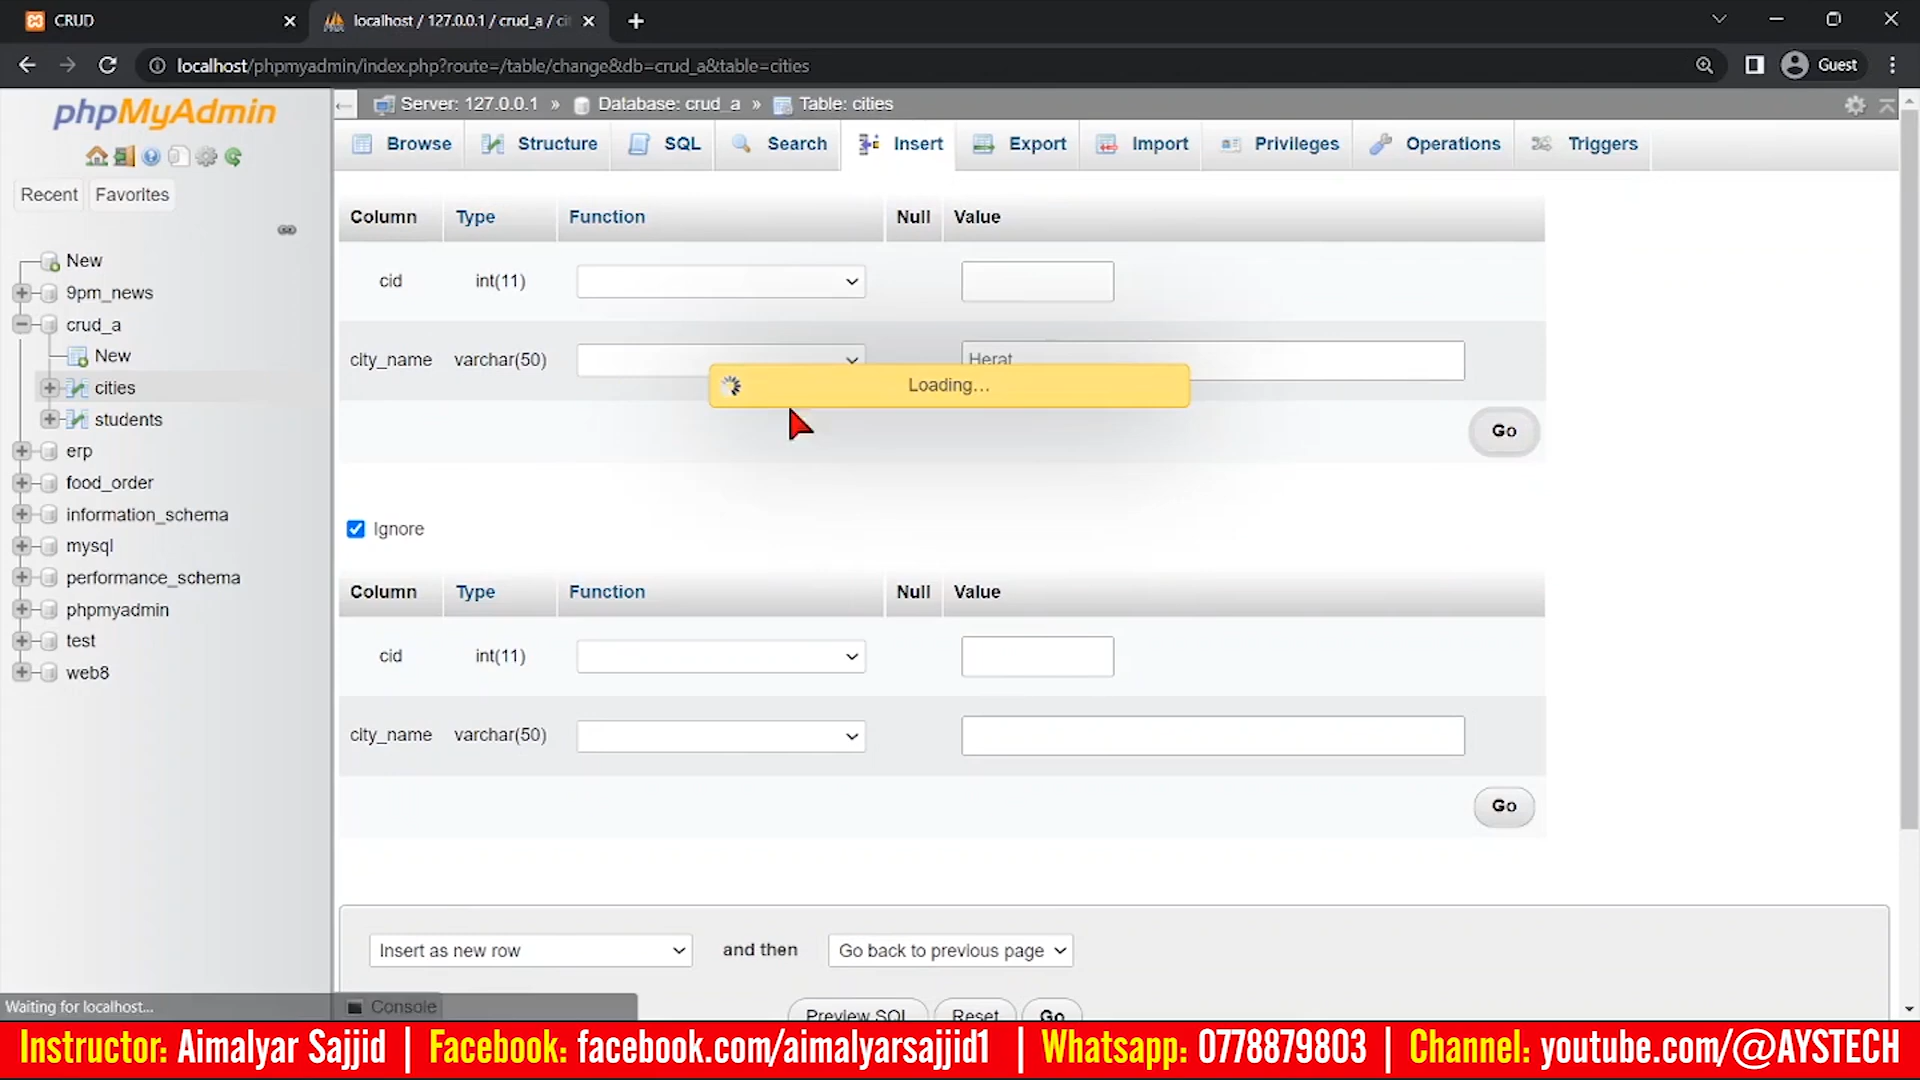 CRUD
localhost / 127.0.0.1 / crud_a / ci
localhost/phpmyadmin/index.php?route=/table/change&db=crud_a&table=cities
Guest
phpMyAdmin
Recent Favorites
New
9pm_news
crud_a
New
cities
students
erp
food_order
information_schema
mysql
performance_schema
phpmyadmin
test
web8
Server: 127.0.0.1 » Database: crud_a » Table: cities
Browse Structure SQL Search Insert Export Import Privileges Operations Triggers
Column Type Function Null Value
cid int(11)
city_name varchar(50) Herat
Loading...
Go
Ignore
Column Type Function Null Value
cid int(11)
city_name varchar(50)
Go
Insert as new row and then Go back to previous page
Preview SQL Reset Go
Console
Waiting for localhost...
Instructor: Aimalyar Sajjid | Facebook: facebook.com/aimalyarsajjid1 | Whatsapp: 0778879803 | Channel: youtube.com/@AYSTECH